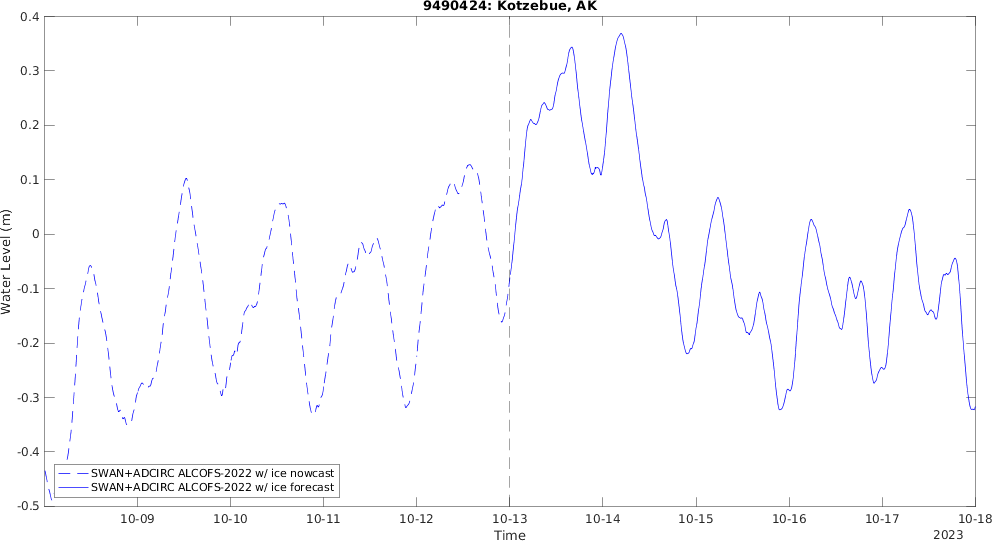 9490424: Kotzebue, AK
0.4
0.3
0.2
0.1
0
-0.1
-0.2
-0.3
-0.4
-0.5
Water Level (m)
SWAN+ADCIRC ALCOFS-2022 w/ ice nowcast
SWAN+ADCIRC ALCOFS-2022 w/ ice forecast
10-09 10-10 10-11 10-12 10-13 10-14 10-15 10-16 10-17 10-18
Time
2023